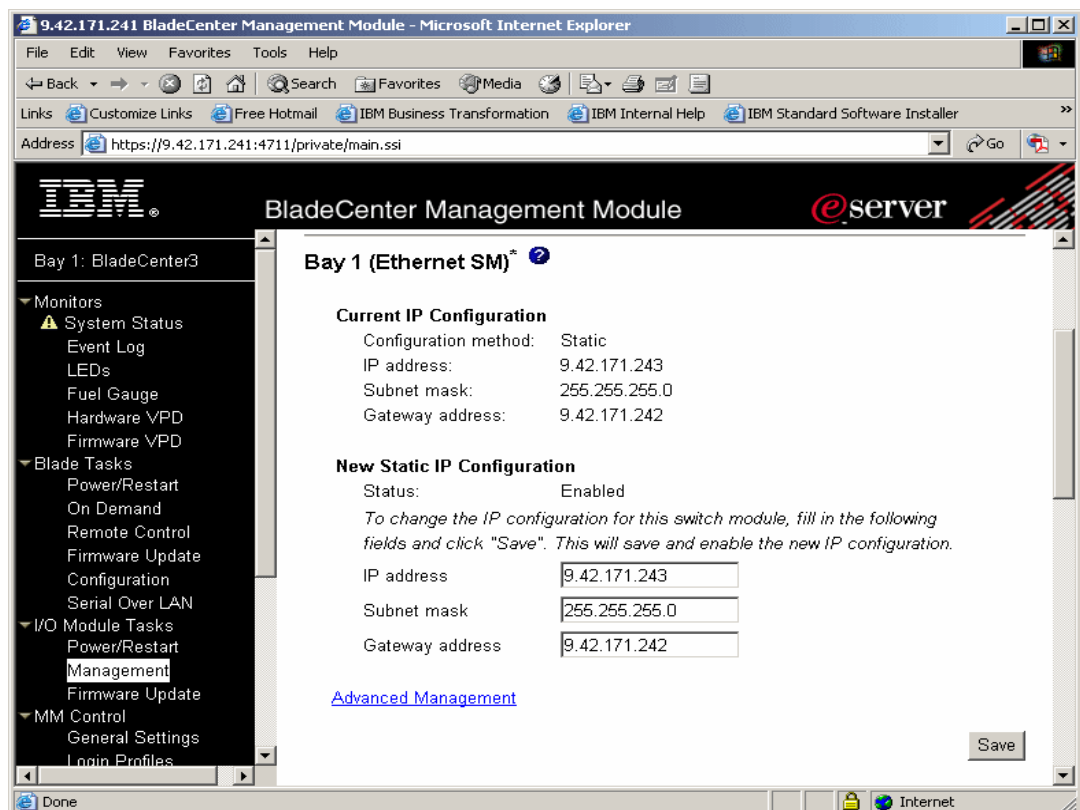 9.42.171.241 BladeCenter Management Module - Microsoft Internet Explorer
File Edit View Favorites Tools Help
Back Search Favorites Media
Links Customize Links Free Hotmail IBM Business Transformation IBM Internal Help IBM Standard Software Installer »
Address https://9.42.171.241:4711/private/main.ssi Go
IBM® BladeCenter Management Module eserver
Bay 1: BladeCenter3
Monitors
System Status
Event Log
LEDs
Fuel Gauge
Hardware VPD
Firmware VPD
Blade Tasks
Power/Restart
On Demand
Remote Control
Firmware Update
Configuration
Serial Over LAN
I/O Module Tasks
Power/Restart
Management
Firmware Update
MM Control
General Settings
Login Profiles
Bay 1 (Ethernet SM)* ?
Current IP Configuration
Configuration method: Static
IP address: 9.42.171.243
Subnet mask: 255.255.255.0
Gateway address: 9.42.171.242
New Static IP Configuration
Status: Enabled
To change the IP configuration for this switch module, fill in the following
fields and click "Save". This will save and enable the new IP configuration.
IP address 9.42.171.243
Subnet mask 255.255.255.0
Gateway address 9.42.171.242
Advanced Management
Save
Done Internet